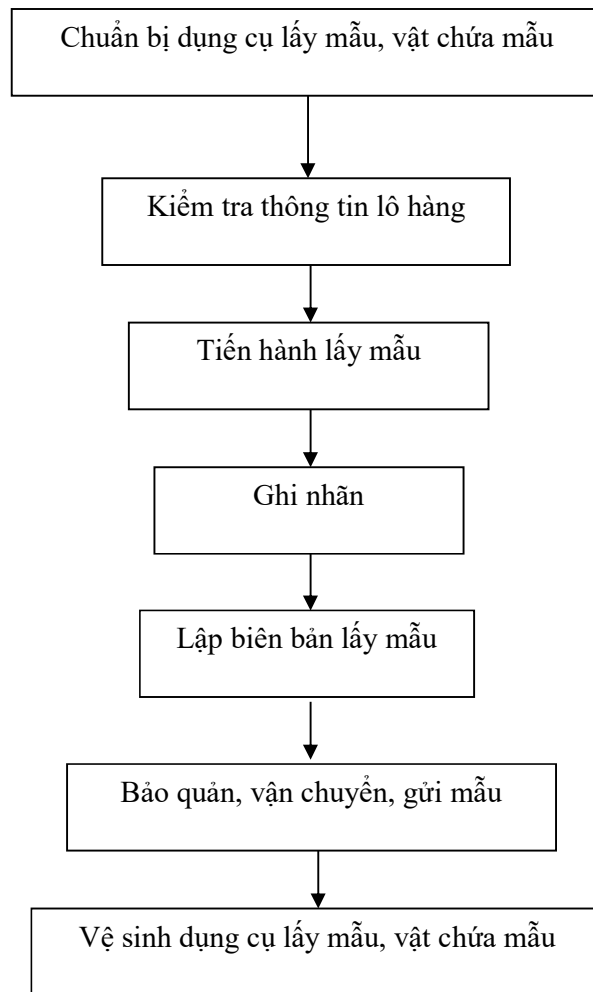 Chuẩn bị dụng cụ lấy mẫu, vật chứa mẫu
Kiểm tra thông tin lô hàng
Tiến hành lấy mẫu
Ghi nhãn
Lập biên bản lấy mẫu
Bảo quản, vận chuyển, gửi mẫu
Vệ sinh dụng cụ lấy mẫu, vật chứa mẫu